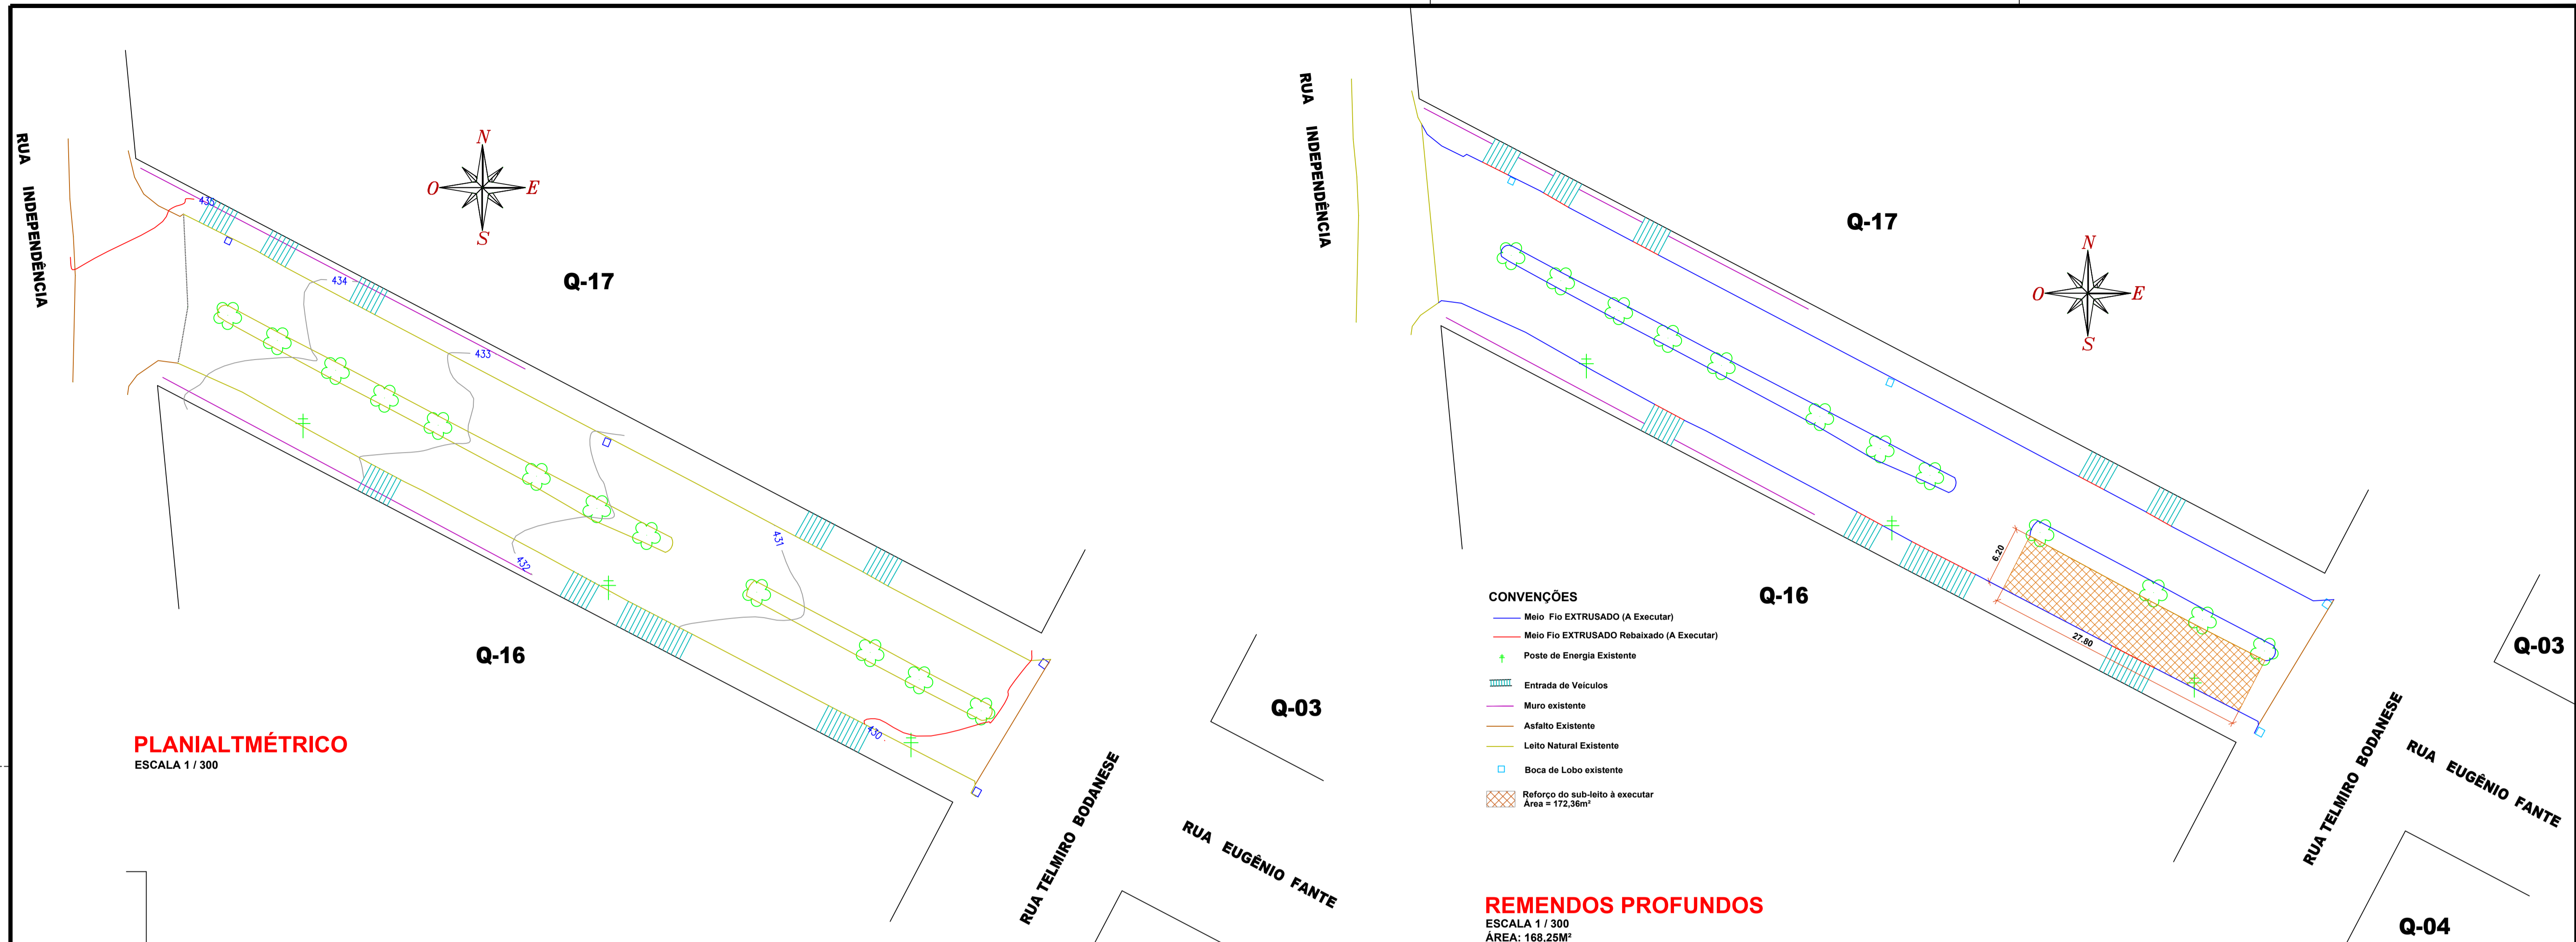 RUA INDEPENDÊNCIA
N
O
E
S
Q-17
435
434
433
432
431
430
Q-16
Q-03
PLANIALTMÉTRICO
ESCALA 1 / 300
RUA TELMIRO BODANESE
RUA EUGÊNIO FANTE
RUA INDEPENDÊNCIA
Q-17
N
O
E
S
6.20
27.80
Q-16
Q-03
CONVENÇÕES
Meio Fio EXTRUSADO (A Executar)
Meio Fio EXTRUSADO Rebaixado (A Executar)
Poste de Energia Existente
Entrada de Veículos
Muro existente
Asfalto Existente
Leito Natural Existente
Boca de Lobo existente
Reforço do sub-leito à executar
Área = 172,36m²
RUA TELMIRO BODANESE
RUA EUGÊNIO FANTE
REMENDOS PROFUNDOS
ESCALA 1 / 300
ÁREA: 168.25M²
Q-04